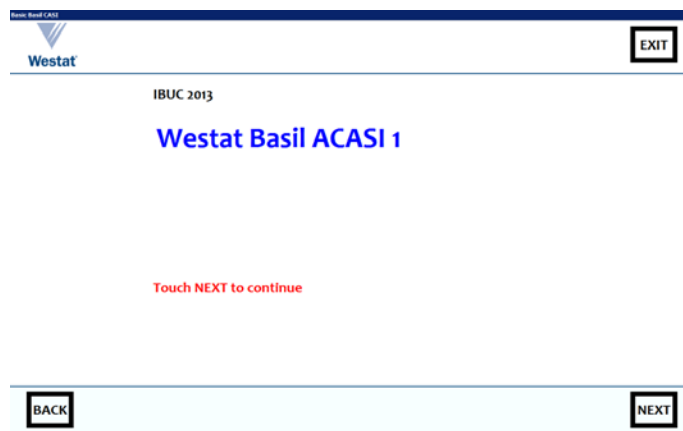 Basic Basil CASI
Westat
EXIT
IBUC 2013
Westat Basil ACASI 1
Touch NEXT to continue
BACK
NEXT